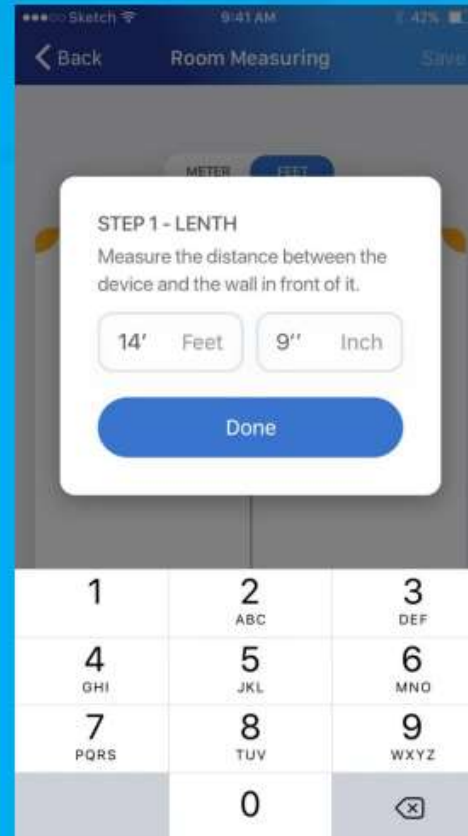 Sketch 9:41 AM 42%
Back Room Measuring Save
METER FEET
STEP 1 - LENTH
Measure the distance between the
device and the wall in front of it.
14' Feet 9'' Inch
Done
1 2 3
ABC DEF
4 5 6
GHI JKL MNO
7 8 9
PQRS TUV WXYZ
0